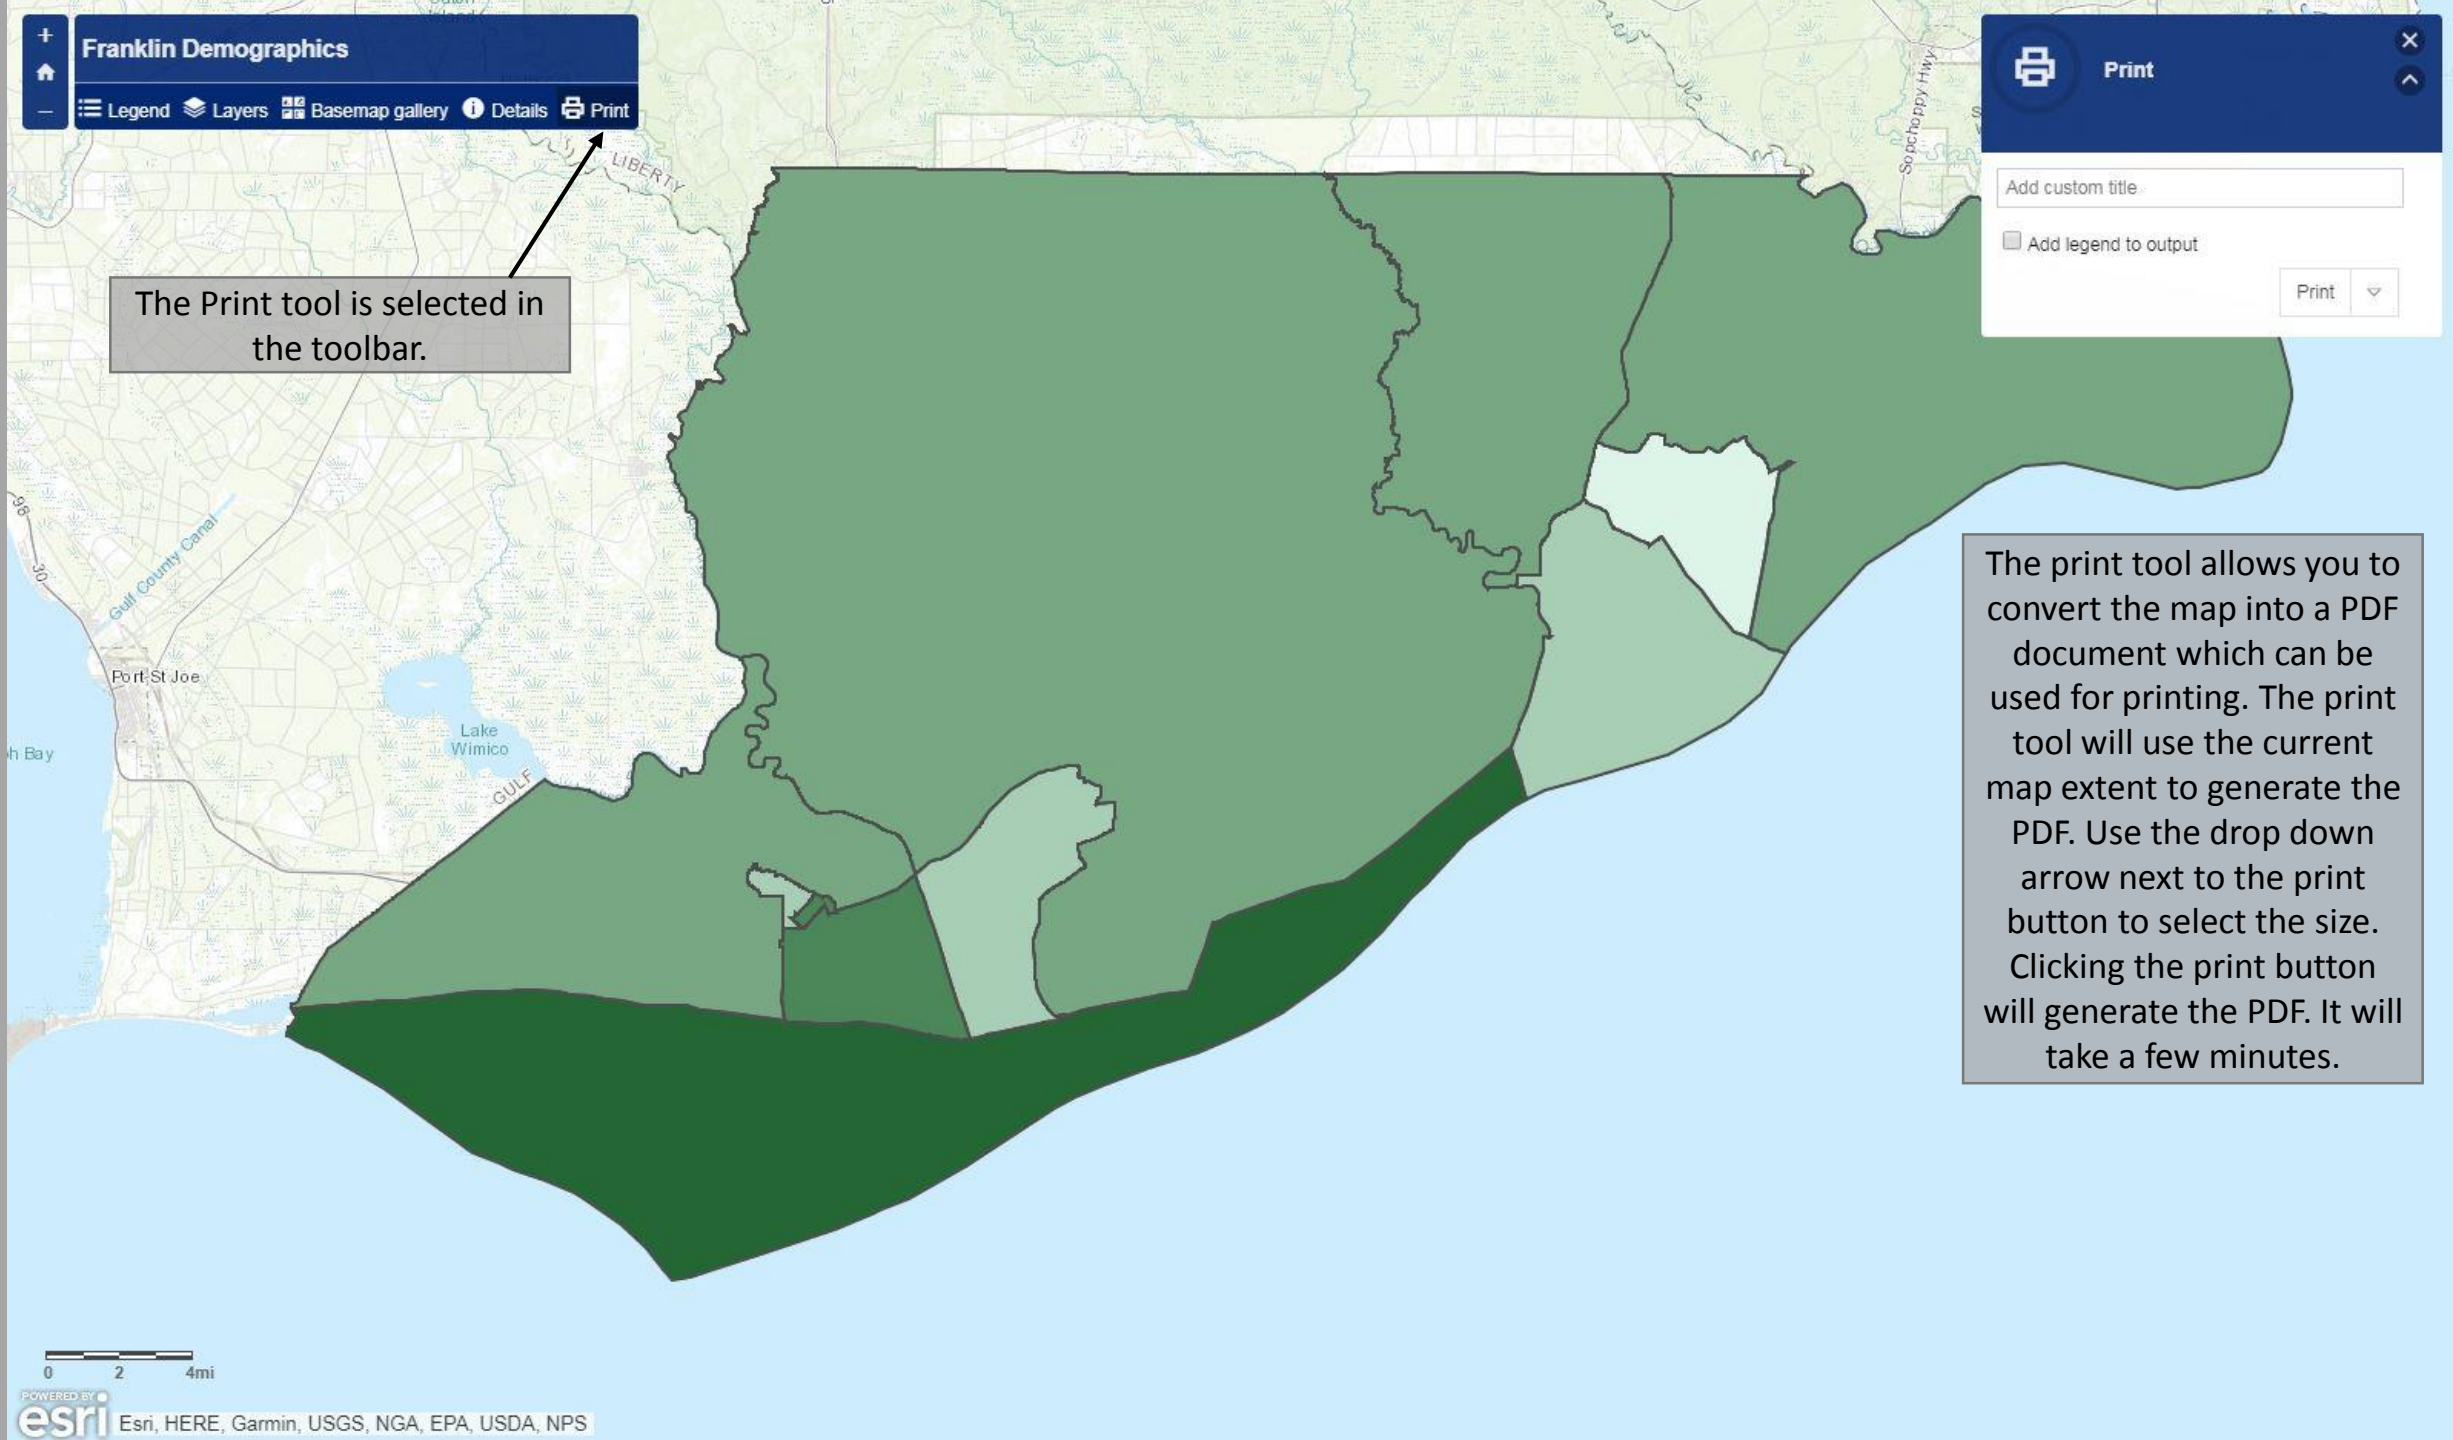 Franklin Demographics
Legend Layers Basemap gallery Details Print
LIBERTY
The Print tool is selected in
the toolbar.
Sopchoppy Hwy
Print
Add custom title
Add legend to output
Print
98
30
Gulf County Canal
Port St Joe
Lake
Wimico
GULF
h Bay
The print tool allows you to
convert the map into a PDF
document which can be
used for printing. The print
tool will use the current
map extent to generate the
PDF. Use the drop down
arrow next to the print
button to select the size.
Clicking the print button
will generate the PDF. It will
take a few minutes.
0 2 4mi
POWERED BY
esri
Esri, HERE, Garmin, USGS, NGA, EPA, USDA, NPS